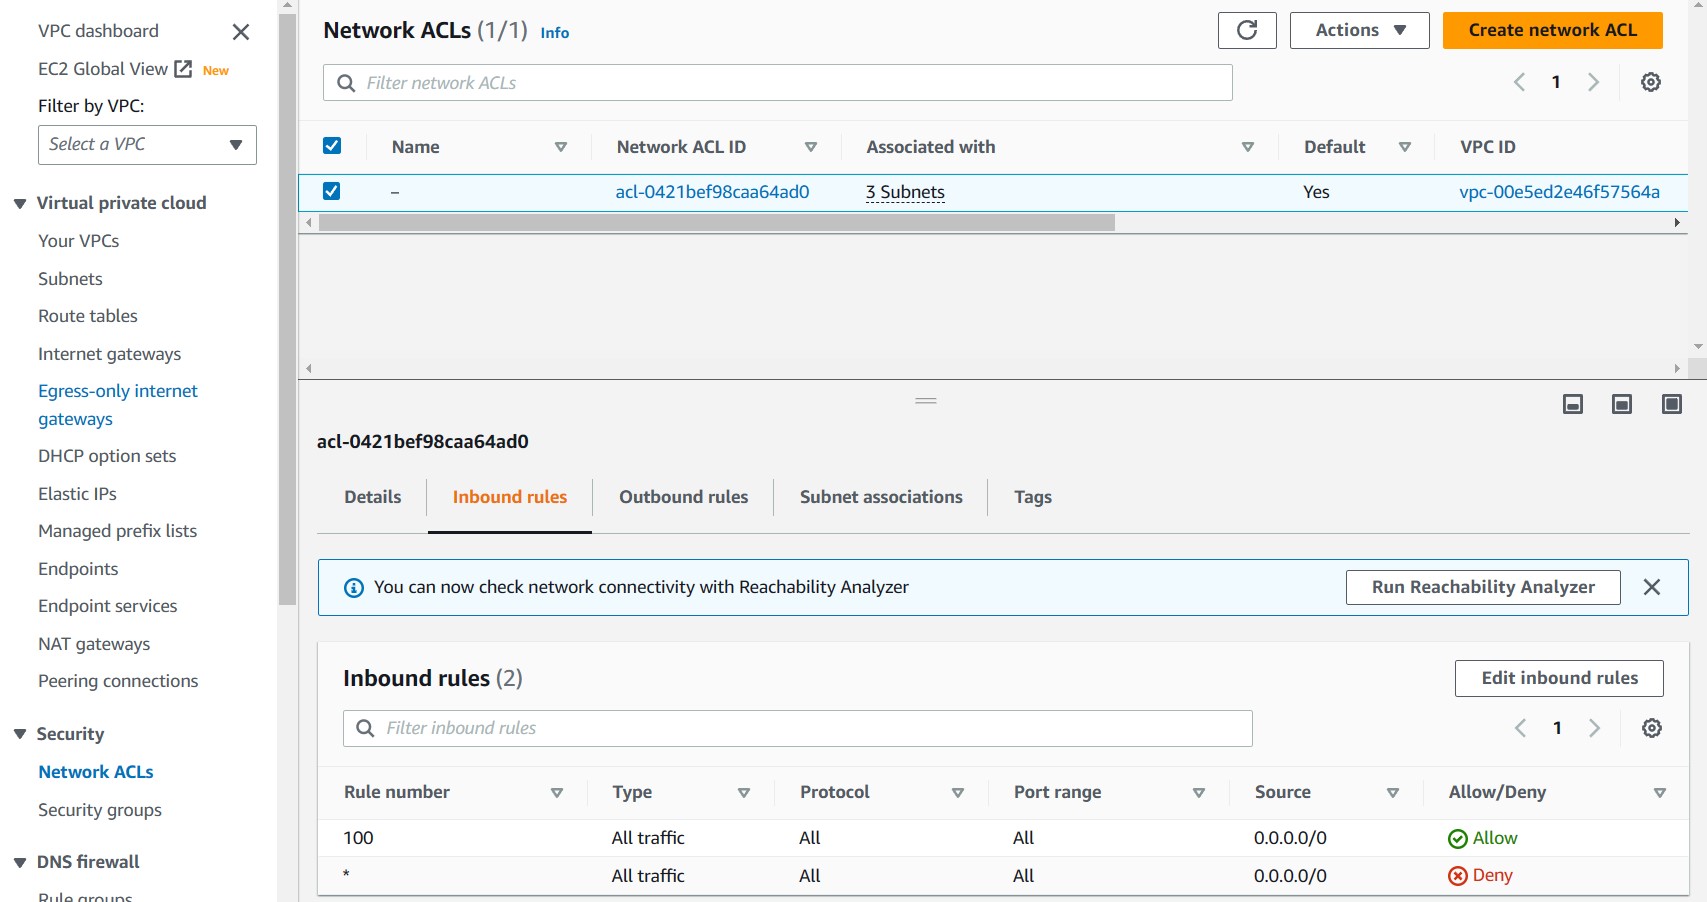 VPC dashboard
EC2 Global View New
Filter by VPC:
Select a VPC
Virtual private cloud
Your VPCs
Subnets
Route tables
Internet gateways
Egress-only internet
gateways
DHCP option sets
Elastic IPs
Managed prefix lists
Endpoints
Endpoint services
NAT gateways
Peering connections
Security
Network ACLs
Security groups
DNS firewall
Rule groups
Network ACLs (1/1) Info
Actions
Create network ACL
Filter network ACLs
1
Name Network ACL ID Associated with Default VPC ID
– acl-0421bef98caa64ad0 3 Subnets Yes vpc-00e5ed2e46f57564a
acl-0421bef98caa64ad0
Details Inbound rules Outbound rules Subnet associations Tags
You can now check network connectivity with Reachability Analyzer
Run Reachability Analyzer
Inbound rules (2)
Edit inbound rules
Filter inbound rules
1
Rule number Type Protocol Port range Source Allow/Deny
100 All traffic All All 0.0.0.0/0 Allow
* All traffic All All 0.0.0.0/0 Deny